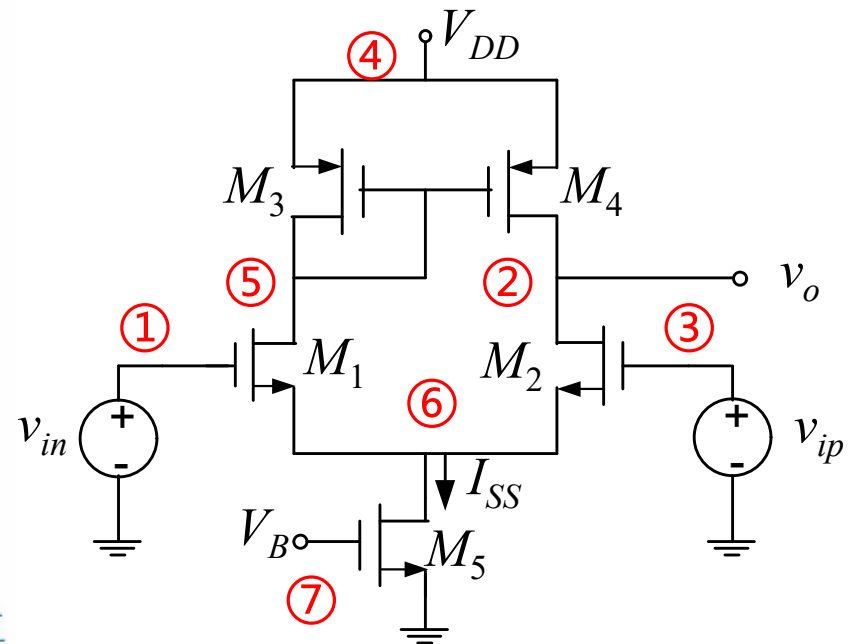 ④
V_DD
M_3
M_4
⑤
②
v_o
①
③
M_1
M_2
⑥
v_in
+
-
I_SS
+
-
v_ip
V_B
M_5
⑦